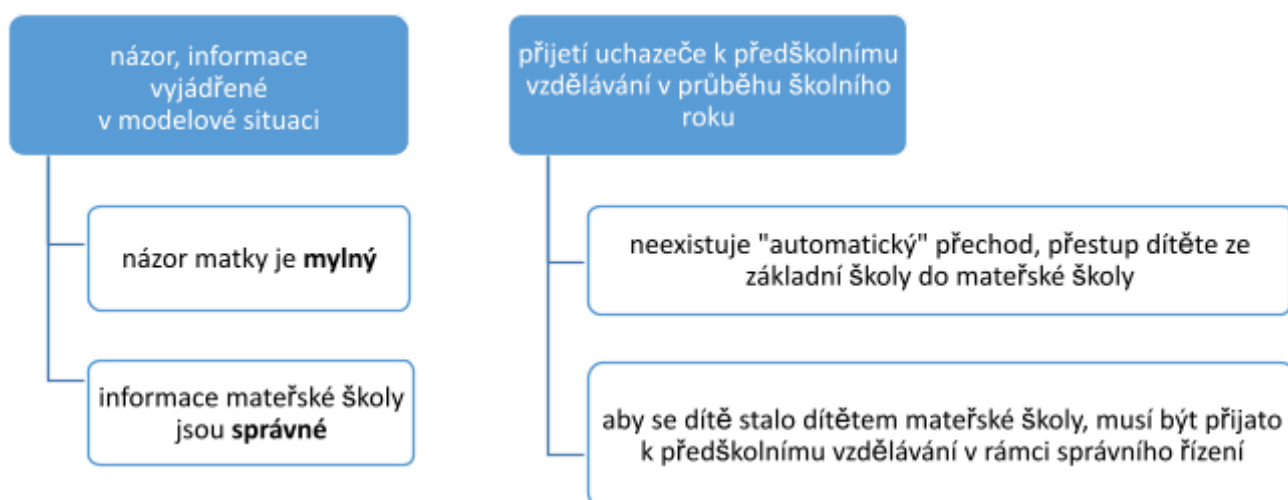 názor, informace
vyjádřené
v modelové situaci
názor matky je mylný
informace mateřské školy
jsou správné
přijetí uchazeče k předškolnímu
vzdělávání v průběhu školního
roku
neexistuje "automatický" přechod, přestup dítěte ze
základní školy do mateřské školy
aby se dítě stalo dítětem mateřské školy, musí být přijato
k předškolnímu vzdělávání v rámci správního řízení